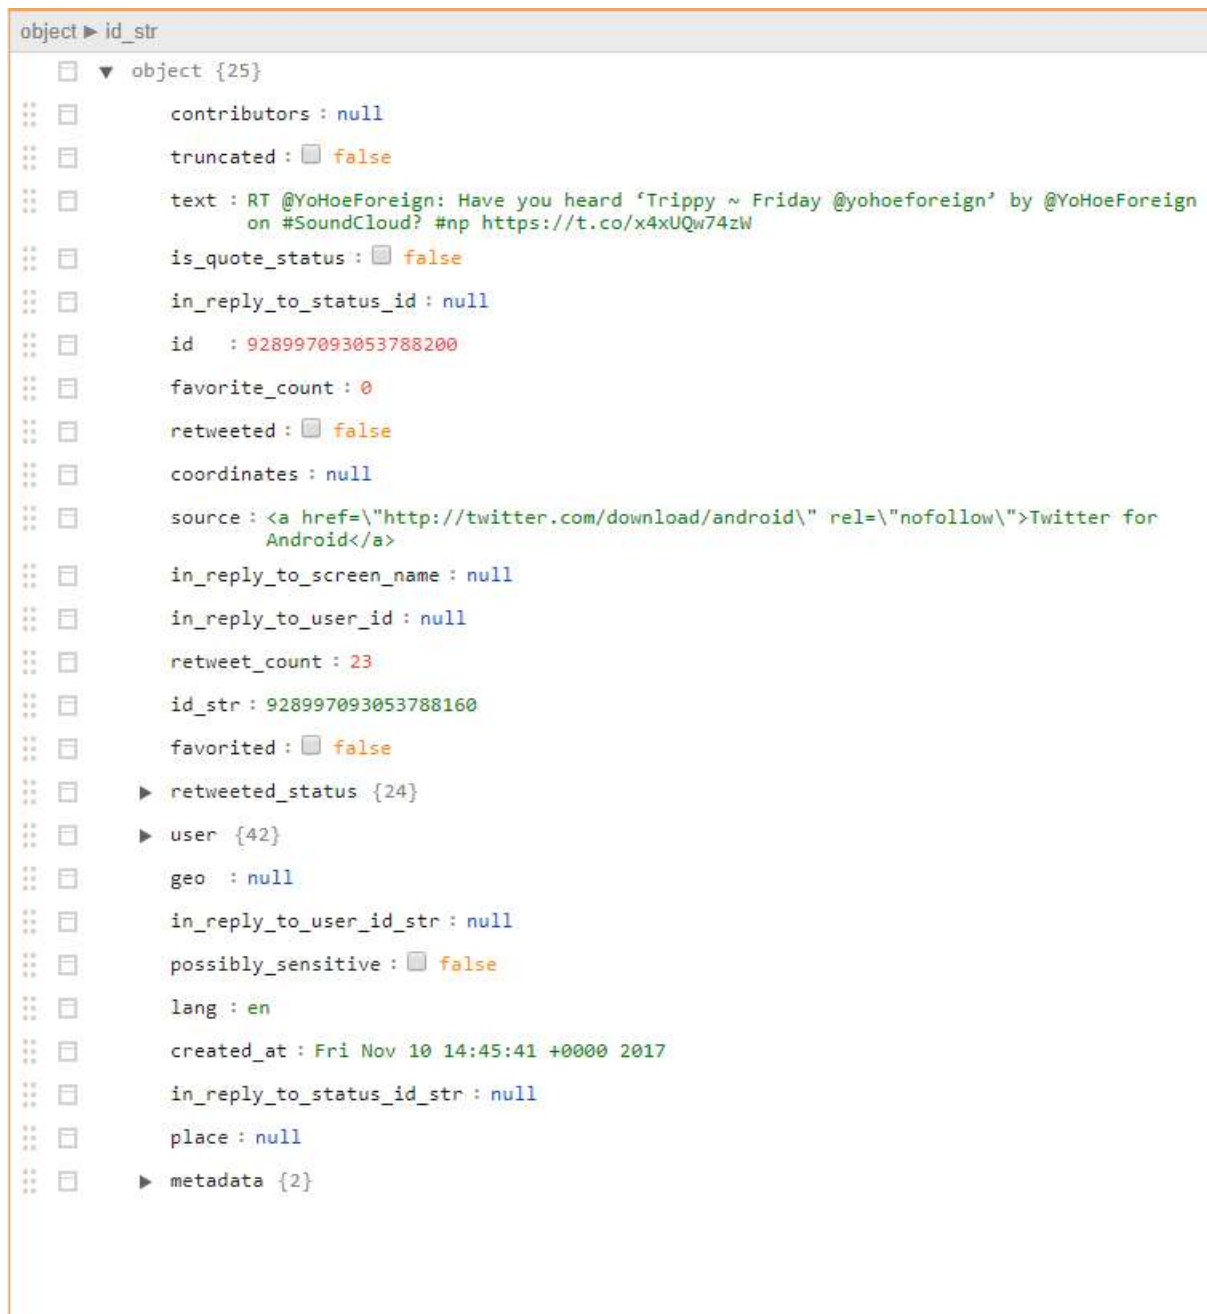 object ▶ id_str
▼ object {25}
contributors : null
truncated : false
text : RT @YoHoeForeign: Have you heard ‘Trippy ~ Friday @yohoeforeign’ by @YoHoeForeign
on #SoundCloud? #np https://t.co/x4xUQw74zW
is_quote_status : false
in_reply_to_status_id : null
id : 928997093053788200
favorite_count : 0
retweeted : false
coordinates : null
source : <a href=\"http://twitter.com/download/android\" rel=\"nofollow\">Twitter for
Android</a>
in_reply_to_screen_name : null
in_reply_to_user_id : null
retweet_count : 23
id_str : 928997093053788160
favorited : false
▶ retweeted_status {24}
▶ user {42}
geo : null
in_reply_to_user_id_str : null
possibly_sensitive : false
lang : en
created_at : Fri Nov 10 14:45:41 +0000 2017
in_reply_to_status_id_str : null
place : null
▶ metadata {2}